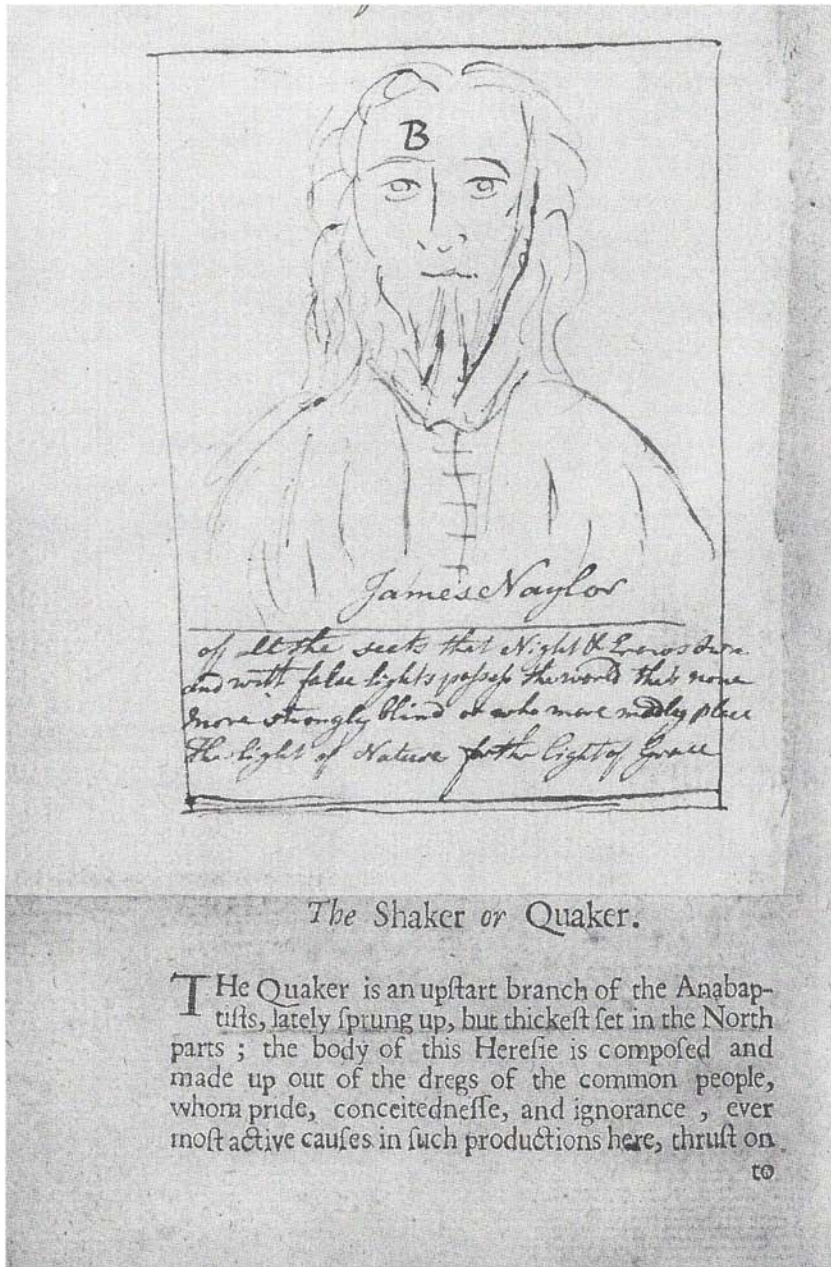 B
James Naylor
of all the sects that Night & Errors own
and with false lights possess the world ther's none
more strongly blind or who more madly place
the light of Nature for the light of Grace
The Shaker or Quaker.
THe Quaker is an upſtart branch of the Anabap-
tiſts, lately ſprung up, but thickeſt ſet in the North
parts ; the body of this Hereſie is compoſed and
made up out of the dregs of the common people,
whom pride, conceitedneſſe, and ignorance , ever
moſt active cauſes in ſuch productions here, thruſt on
to